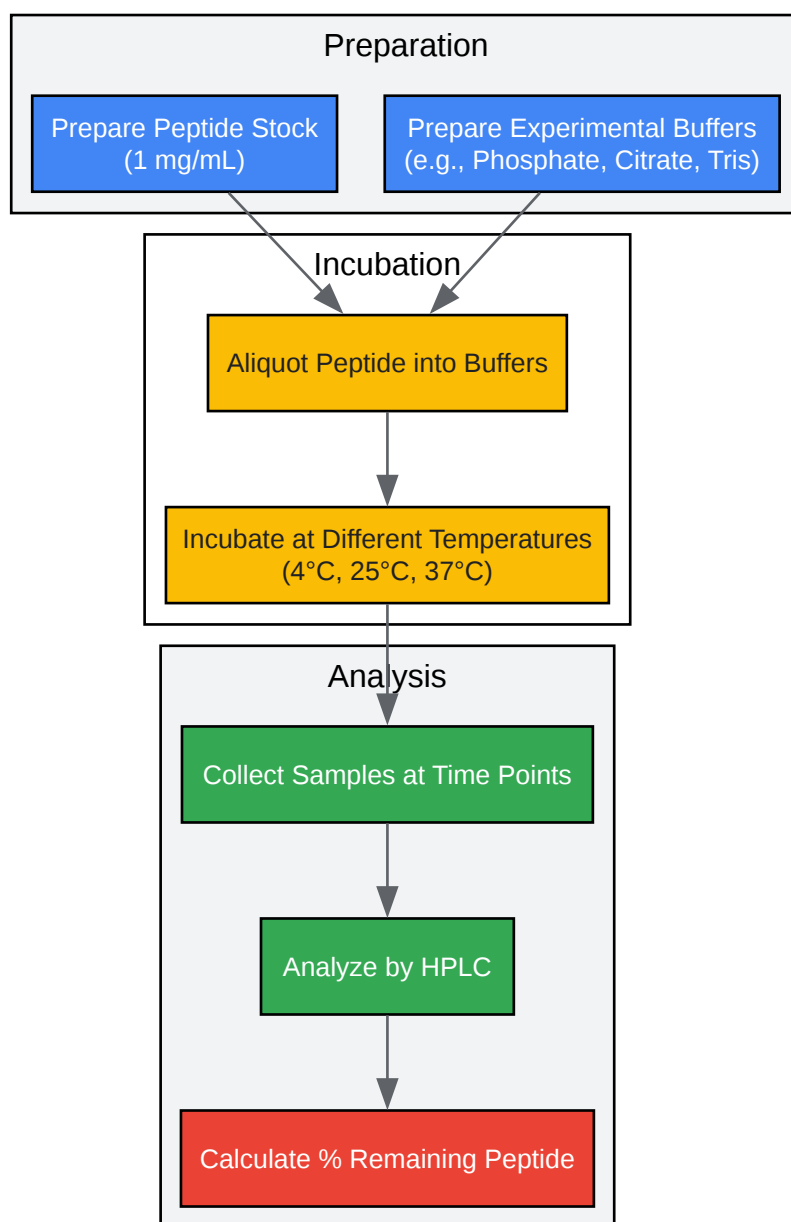 Preparation
Prepare Peptide Stock
(1 mg/mL)
Prepare Experimental Buffers
(e.g., Phosphate, Citrate, Tris)
Incubation
Aliquot Peptide into Buffers
Incubate at Different Temperatures
(4°C, 25°C, 37°C)
Analysis
Collect Samples at Time Points
Analyze by HPLC
Calculate % Remaining Peptide